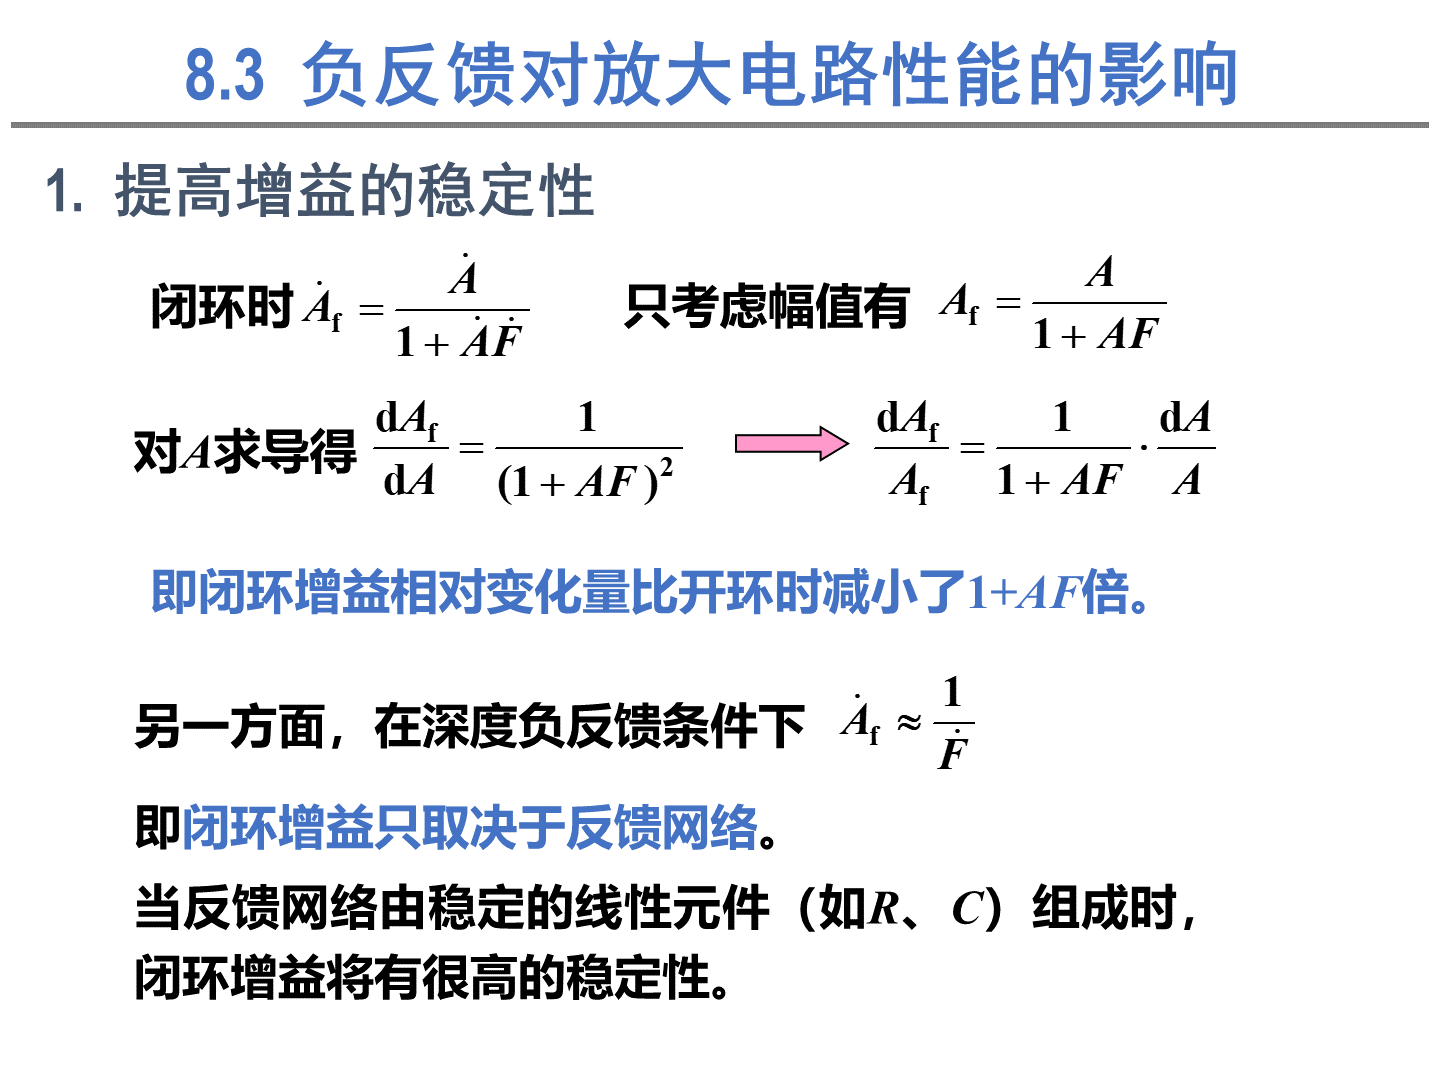 8.3 负反馈对放大电路性能的影响
1. 提高增益的稳定性
闭环时 Ȧf = Ȧ / (1 + ȦḞ) 只考虑幅值有 Af = A / (1 + AF)
对A求导得 dAf / dA = 1 / (1 + AF)² dAf / Af = 1 / (1 + AF) · dA / A
即闭环增益相对变化量比开环时减小了1+AF倍。
另一方面，在深度负反馈条件下 Ȧf ≈ 1 / Ḟ
即闭环增益只取决于反馈网络。
当反馈网络由稳定的线性元件（如R、C）组成时，
闭环增益将有很高的稳定性。